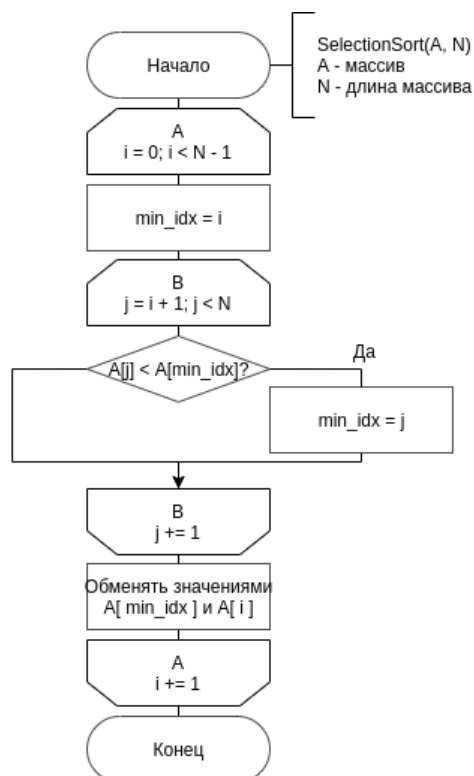 Начало
SelectionSort(A, N)
А - массив
N - длина массива
A
i = 0; i < N - 1
min_idx = i
B
j = i + 1; j < N
A[j] < A[min_idx]?
Да
min_idx = j
B
j += 1
Обменять значениями
A[ min_idx ] и A[ i ]
A
i += 1
Конец